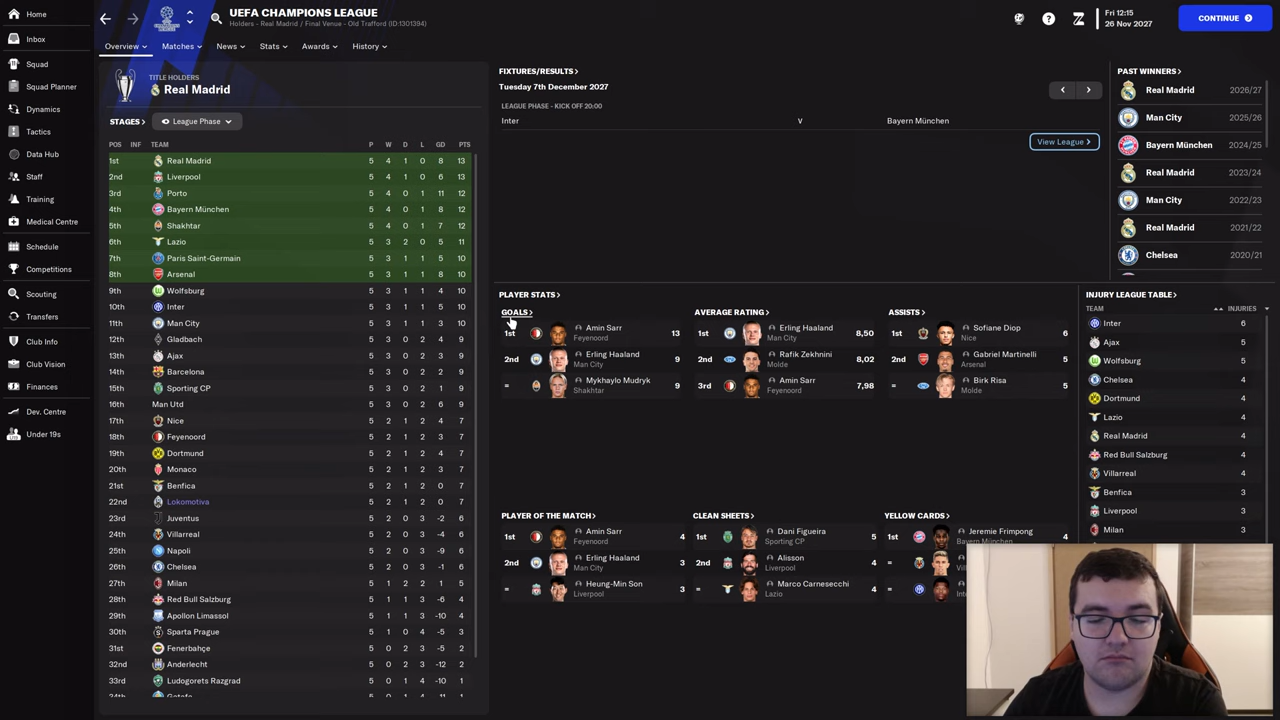 Home
Inbox
Squad
Squad Planner
Dynamics
Tactics
Data Hub
Staff
Training
Medical Centre
Schedule
Competitions
Scouting
Transfers
Club Info
Club Vision
Finances
Dev. Centre
Under 19s
UEFA CHAMPIONS LEAGUE
Holders - Real Madrid / Final Venue - Old Trafford (ID:1301394)
Fri 12:15
26 Nov 2027
CONTINUE
Overview Matches News Stats Awards History
TITLE HOLDERS
Real Madrid
STAGES League Phase
POS INF TEAM P W D L GD PTS
1st Real Madrid 5 4 1 0 8 13
2nd Liverpool 5 4 1 0 6 13
3rd Porto 5 4 0 1 11 12
4th Bayern München 5 4 0 1 8 12
5th Shakhtar 5 4 0 1 7 12
6th Lazio 5 3 2 0 5 11
7th Paris Saint-Germain 5 3 1 1 5 10
8th Arsenal 5 3 1 1 8 10
9th Wolfsburg 5 3 1 1 4 10
10th Inter 5 3 1 1 5 10
11th Man City 5 3 1 1 3 10
12th Gladbach 5 3 0 2 4 9
13th Ajax 5 3 0 2 3 9
14th Barcelona 5 3 0 2 2 9
15th Sporting CP 5 3 0 2 1 9
16th Man Utd 5 3 0 2 6 9
17th Nice 5 2 1 2 4 7
18th Feyenoord 5 2 1 2 3 7
19th Dortmund 5 2 1 2 4 7
20th Monaco 5 2 1 2 3 7
21st Benfica 5 2 1 2 0 7
22nd Lokomotiva 5 2 1 2 0 7
23rd Juventus 5 2 0 3 -2 6
24th Villarreal 5 2 0 3 -4 6
25th Napoli 5 2 0 3 -9 6
26th Chelsea 5 2 0 3 -1 6
27th Milan 5 1 2 2 1 5
28th Red Bull Salzburg 5 1 1 3 -6 4
29th Apollon Limassol 5 1 1 3 -10 4
30th Sparta Prague 5 1 0 4 -5 3
31st Fenerbahçe 5 0 2 3 -5 2
32nd Anderlecht 5 0 2 3 -12 2
33rd Ludogorets Razgrad 5 0 1 4 -10 1
FIXTURES/RESULTS
Tuesday 7th December 2027
LEAGUE PHASE - KICK OFF 20:00
Inter V Bayern München
View League
PAST WINNERS
Real Madrid 2026/27
Man City 2025/26
Bayern München 2024/25
Real Madrid 2023/24
Man City 2022/23
Real Madrid 2021/22
Chelsea 2020/21
PLAYER STATS
GOALS
1st Amin Sarr 13
Feyenoord
2nd Erling Haaland 9
Man City
= Mykhaylo Mudryk 9
Shakhtar
AVERAGE RATING
1st Erling Haaland 8,50
Man City
2nd Rafik Zekhnini 8,02
Molde
3rd Amin Sarr 7,98
Feyenoord
ASSISTS
1st Sofiane Diop 6
Nice
2nd Gabriel Martinelli 5
Arsenal
= Birk Risa 5
Molde
PLAYER OF THE MATCH
1st Amin Sarr 4
Feyenoord
2nd Erling Haaland 3
Man City
= Heung-Min Son 3
Liverpool
CLEAN SHEETS
1st Dani Figueira 5
Sporting CP
2nd Alisson 4
Liverpool
= Marco Carnesecchi 4
Lazio
YELLOW CARDS
1st Jeremie Frimpong 4
Bayern München
2nd
=
INJURY LEAGUE TABLE
TEAM INJURIES
Inter 6
Ajax 5
Wolfsburg 5
Chelsea 4
Dortmund 4
Lazio 4
Real Madrid 4
Red Bull Salzburg 4
Villarreal 4
Benfica 3
Liverpool 3
Milan 3